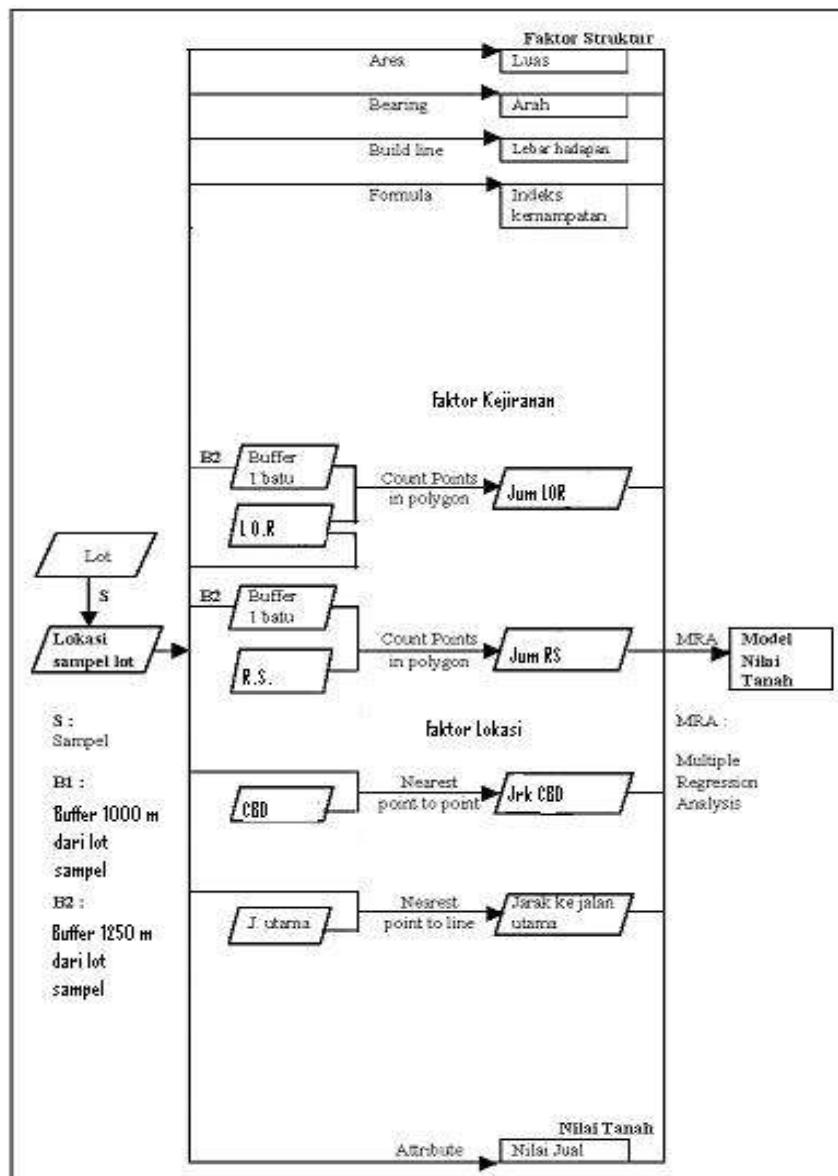 Faktor Struktur
Area
Luas
Bearing
Arah
Build line
Lebar hadapan
Formula
Indeks
kemampatan
Faktor Kejiranan
B2
Buffer
1 batu
Count Points
in polygon
Jum LOR
L.O.R
Lot
S
B2
Buffer
1 batu
Lokasi
sampel lot
Count Points
in polygon
Jum RS
MRA
Model
Nilai
Tanah
R.S.
S :
Sampel
Faktor Lokasi
MRA :
Multiple
Regression
Analysis
B1 :
Buffer 1000 m
dari lot
sampel
CBD
Nearest
point to point
Jrk CBD
B2 :
Buffer 1250 m
dari lot
sampel
J. utama
Nearest
point to line
Jarak ke jalan
utama
Nilai Tanah
Attribute
Nilai Jual